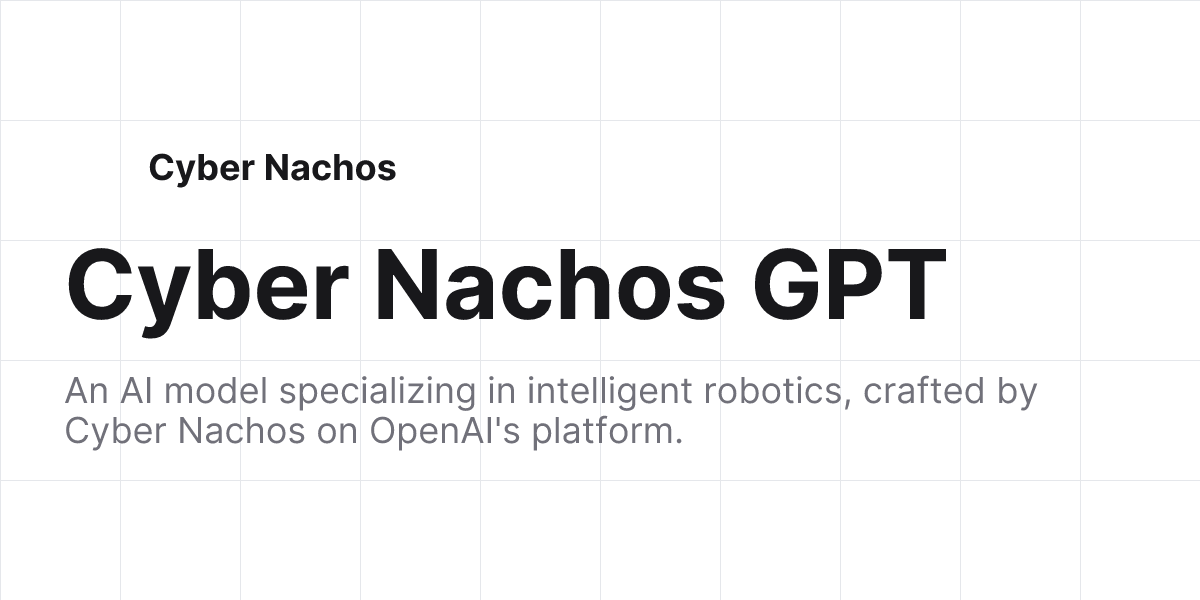 Cyber Nachos
Cyber Nachos GPT
An AI model specializing in intelligent robotics, crafted by
Cyber Nachos on OpenAI's platform.